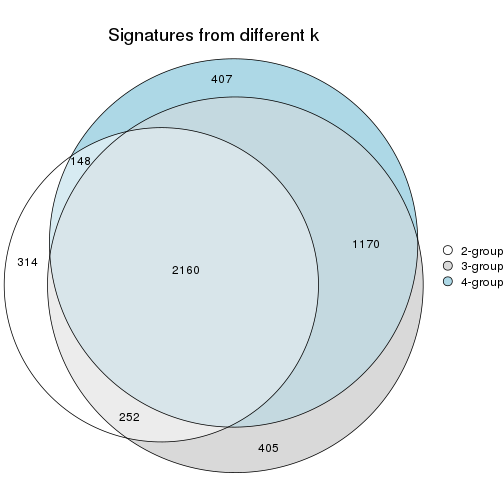 Signatures from different k
407
148
314
1170
2160
252
405
2-group
3-group
4-group